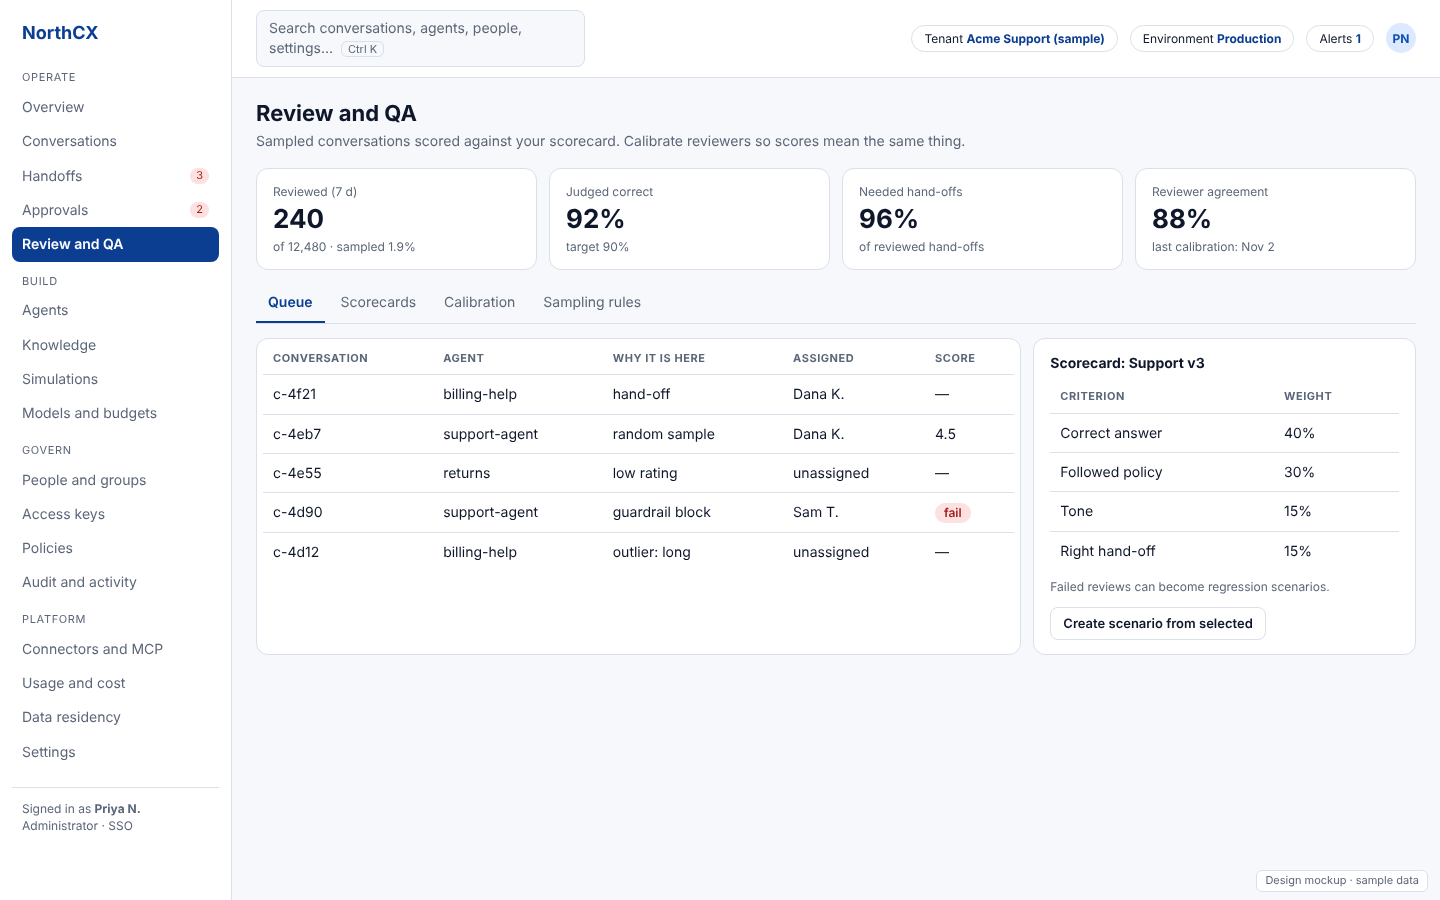 NorthCX
OPERATE
Overview
Conversations
Handoffs 3
Approvals 2
Review and QA
BUILD
Agents
Knowledge
Simulations
Models and budgets
GOVERN
People and groups
Access keys
Policies
Audit and activity
PLATFORM
Connectors and MCP
Usage and cost
Data residency
Settings
Signed in as Priya N.
Administrator · SSO
Search conversations, agents, people,
settings... Ctrl K
Tenant Acme Support (sample)
Environment Production
Alerts 1
PN
Review and QA
Sampled conversations scored against your scorecard. Calibrate reviewers so scores mean the same thing.
Reviewed (7 d)
240
of 12,480 · sampled 1.9%
Judged correct
92%
target 90%
Needed hand-offs
96%
of reviewed hand-offs
Reviewer agreement
88%
last calibration: Nov 2
Queue Scorecards Calibration Sampling rules
CONVERSATION AGENT WHY IT IS HERE ASSIGNED SCORE
c-4f21 billing-help hand-off Dana K. —
c-4eb7 support-agent random sample Dana K. 4.5
c-4e55 returns low rating unassigned —
c-4d90 support-agent guardrail block Sam T. fail
c-4d12 billing-help outlier: long unassigned —
Scorecard: Support v3
CRITERION WEIGHT
Correct answer 40%
Followed policy 30%
Tone 15%
Right hand-off 15%
Failed reviews can become regression scenarios.
Create scenario from selected
Design mockup · sample data